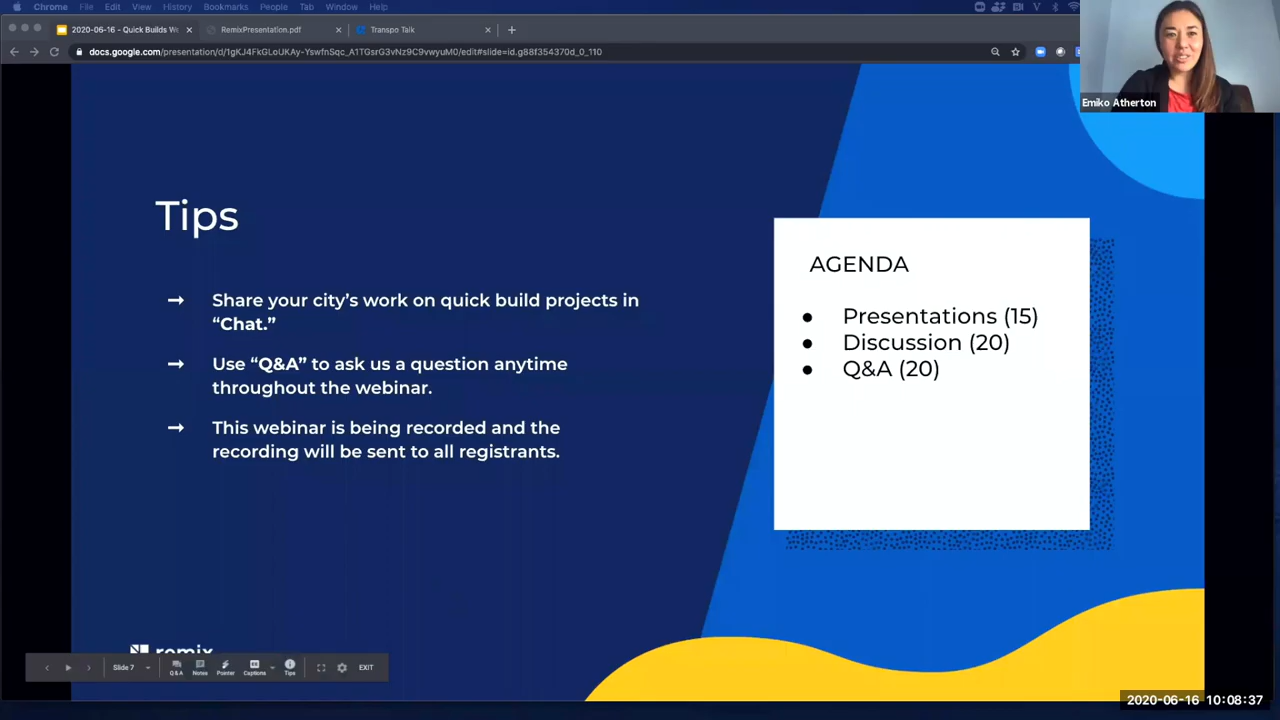 Chrome File Edit View History Bookmarks People Tab Window Help
2020-06-16 - Quick Builds We
RemixPresentation.pdf
Transpo Talk
docs.google.com/presentation/d/1gKJ4FkGLoUKAy-YswfnSqc_A1TGsrG3vNz9C9vwyuM0/edit#slide=id.g88f354370d_0_110
Emiko Atherton
Tips
→ Share your city's work on quick build projects in
“Chat.”
→ Use “Q&A” to ask us a question anytime
throughout the webinar.
→ This webinar is being recorded and the
recording will be sent to all registrants.
AGENDA
● Presentations (15)
● Discussion (20)
● Q&A (20)
remix
Slide 7
Q&A Notes Pointer Captions Tips EXIT
2020-06-16 10:08:37